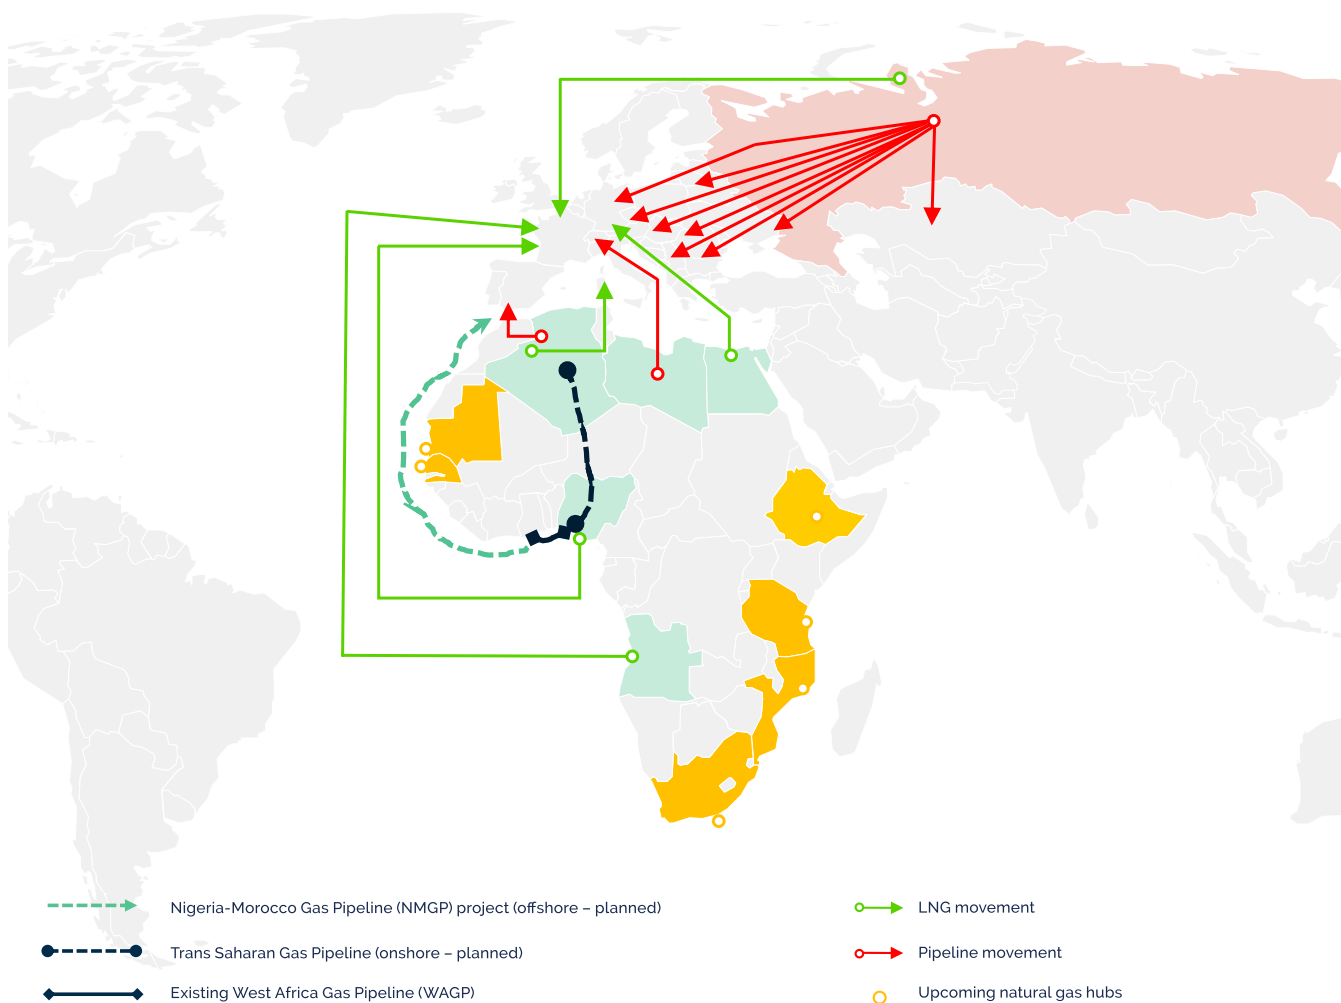 Nigeria-Morocco Gas Pipeline (NMGP) project (offshore – planned)
Trans Saharan Gas Pipeline (onshore – planned)
Existing West Africa Gas Pipeline (WAGP)
LNG movement
Pipeline movement
Upcoming natural gas hubs